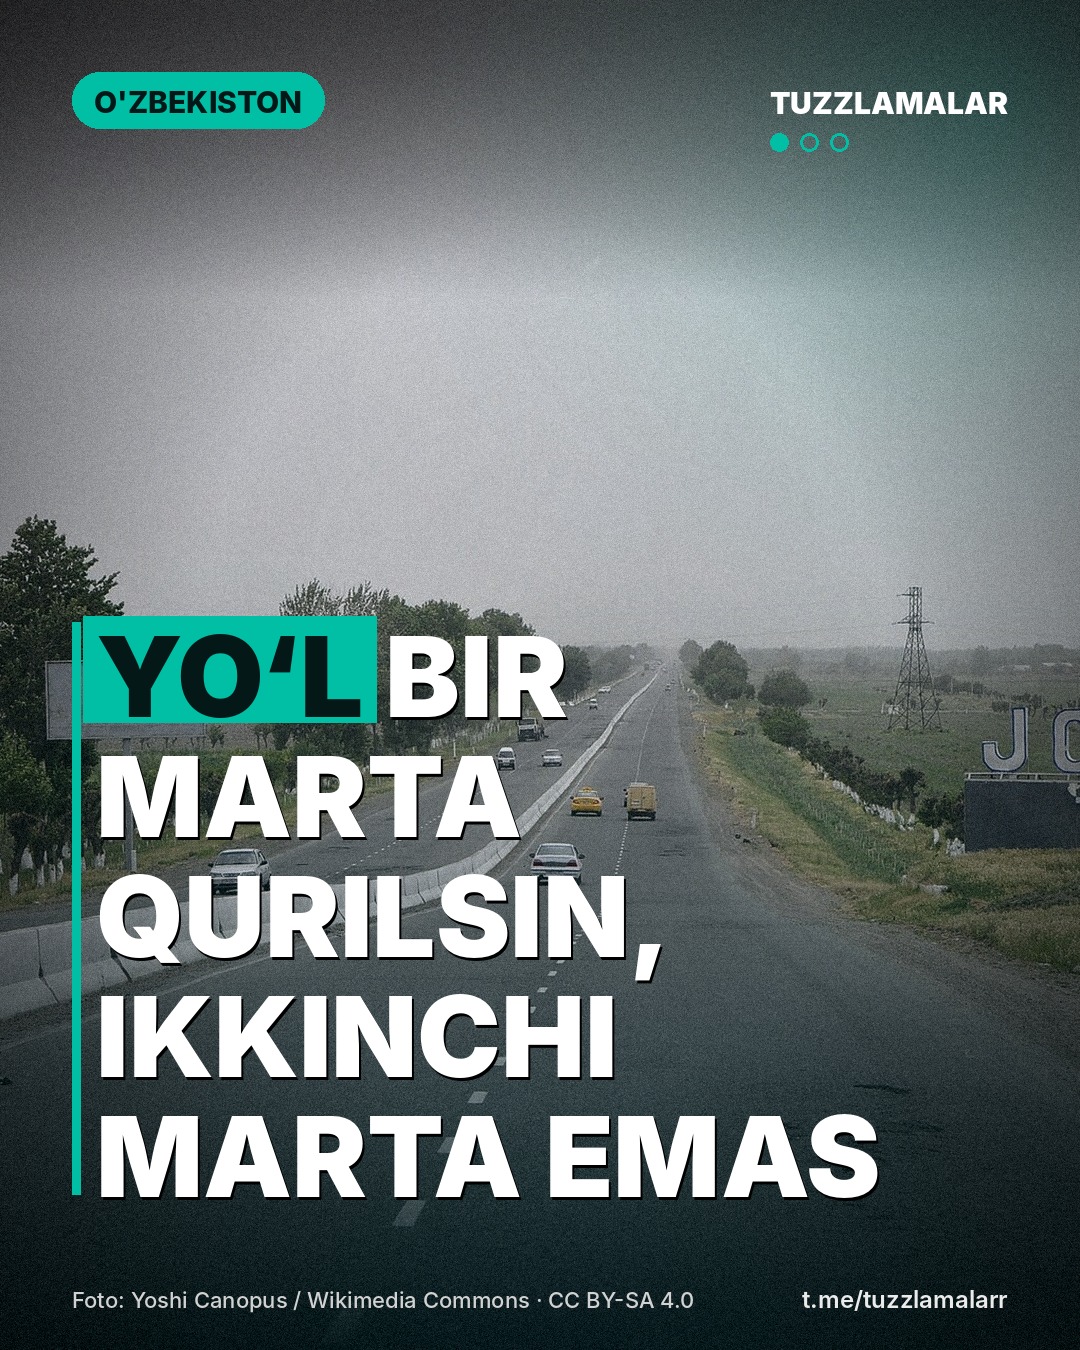 O'ZBEKISTON
TUZZLAMALAR
YO‘L BIR
MARTA
QURILSIN,
IKKINCHI
MARTA EMAS
JO
Foto: Yoshi Canopus / Wikimedia Commons · CC BY-SA 4.0
t.me/tuzzlamalarr